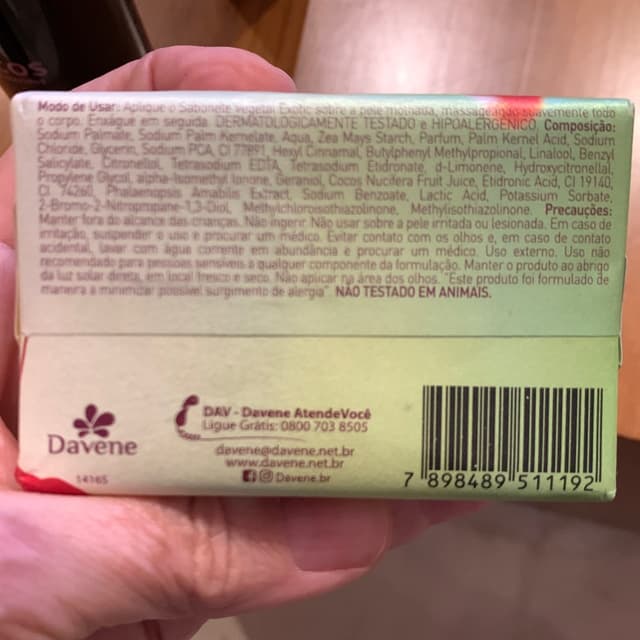 COS
Modo de Usar: Aplique o Sabonete Vegetal Exotic sobre a pele molhada, massageando suavemente todo
o corpo. Enxágue em seguida. DERMATOLOGICAMENTE TESTADO e HIPOALERGÊNICO. Composição:
Sodium Palmate, Sodium Palm Kernelate, Aqua, Zea Mays Starch, Parfum, Palm Kernel Acid, Sodium
Chloride, Glycerin, Sodium PCA, CI 77891, Hexyl Cinnamal, Butylphenyl Methylpropional, Linalool, Benzyl
Salicylate, Citronellol, Tetrasodium EDTA, Tetrasodium Etidronate, d-Limonene, Hydroxycitronellal,
Propylene Glycol, alpha-Isomethyl Ionone, Geraniol, Cocos Nucifera Fruit Juice, Etidronic Acid, CI 19140,
CI 74260, Phalaenopsis Amabilis Extract, Sodium Benzoate, Lactic Acid, Potassium Sorbate,
2-Bromo-2-Nitropropane-1,3-Diol, Methylchloroisothiazolinone, Methylisothiazolinone. Precauções:
Manter fora do alcance das crianças. Não ingerir. Não usar sobre a pele irritada ou lesionada. Em caso de
irritação, suspender o uso e procurar um médico. Evitar contato com os olhos e, em caso de contato
acidental, lavar com água corrente em abundância e procurar um médico. Uso externo. Uso não
recomendado para pessoas sensíveis a qualquer componente da formulação. Manter o produto ao abrigo
da luz solar direta, em local fresco e seco. Não aplicar na área dos olhos. "Este produto foi formulado de
maneira a minimizar possível surgimento de alergia" NÃO TESTADO EM ANIMAIS.
Davene
14165
DAV - Davene AtendeVocê
Ligue Grátis: 0800 703 8505
davene@davene.net.br
www.davene.net.br
Davene.br
7 898489 511192